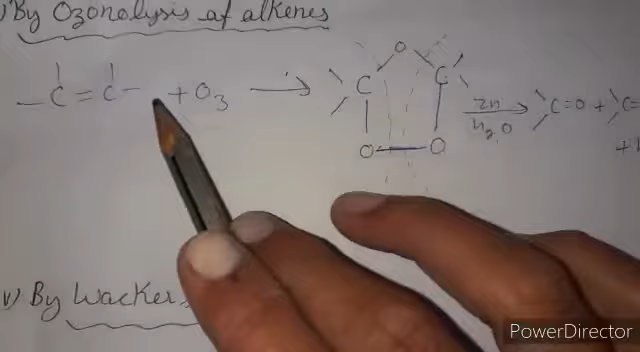 ) By Ozonolysis of alkenes
— C = C — + O3 → C O C O — O Zn H2O C=O + C=
+
v) By Wacker
PowerDirector